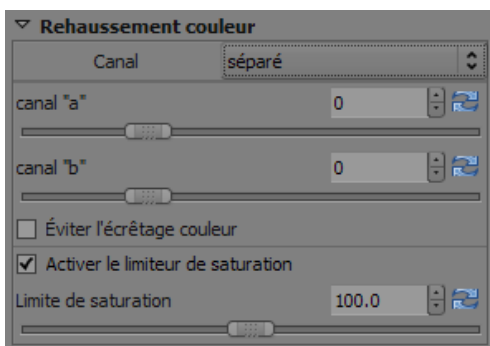 Rehaussement couleur
Canal séparé
canal "a" 0
canal "b" 0
Éviter l'écrêtage couleur
Activer le limiteur de saturation
Limite de saturation 100.0